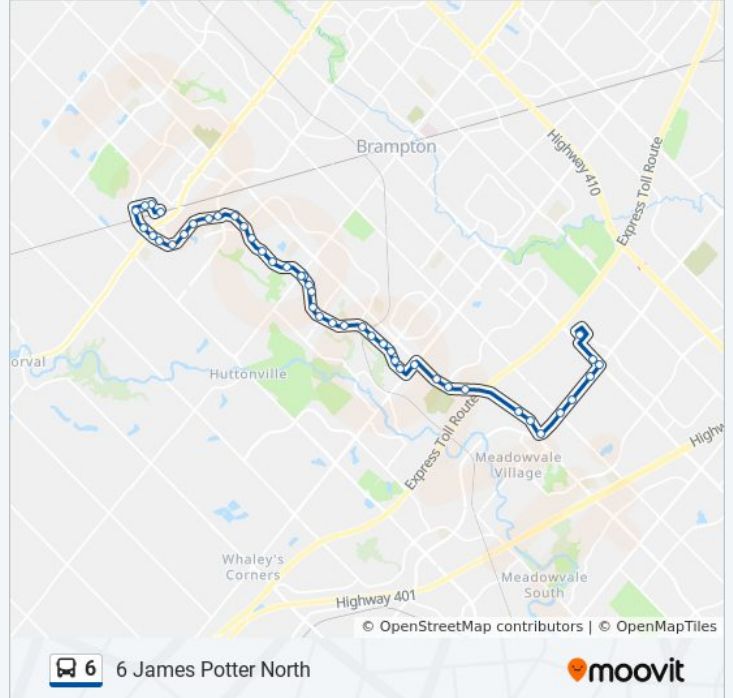 Brampton
Highway 410
Express Toll Route
orval
Huttonville
Express Toll Route
Meadowvale
Village
Highw
Whaley's
Corners
Meadowvale
South
Highway 401
© OpenStreetMap contributors | © OpenMapTiles
6 6 James Potter North
moovit